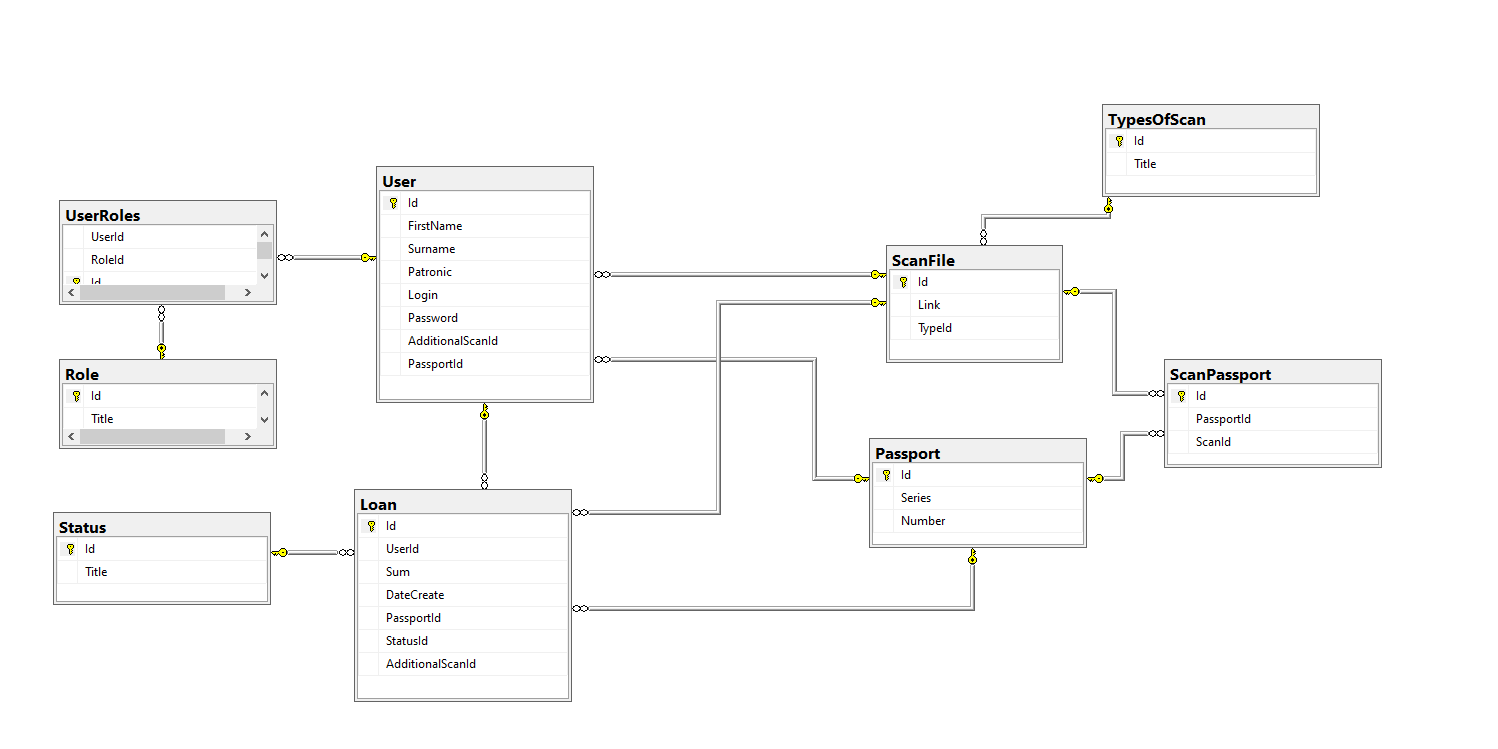 TypesOfScan
Id
Title
User
Id
FirstName
Surname
Patronic
Login
Password
AdditionalScanId
PassportId
UserRoles
UserId
RoleId
Id
ScanFile
Id
Link
TypeId
Role
Id
Title
ScanPassport
Id
PassportId
ScanId
Passport
Id
Series
Number
Loan
Id
UserId
Sum
DateCreate
PassportId
StatusId
AdditionalScanId
Status
Id
Title